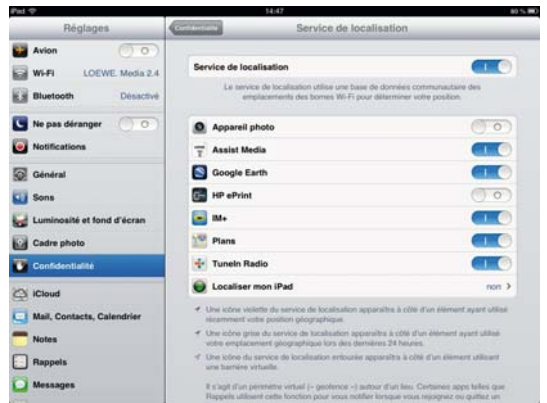 iPad
14:47
80 %
Réglages
Avion
O
Wi-Fi
LOEWE. Media 2.4
Bluetooth
Désactivé
Ne pas déranger
O
Notifications
Général
Sons
Luminosité et fond d'écran
Cadre photo
Confidentialité
iCloud
Mail, Contacts, Calendrier
Notes
Rappels
Messages
Confidentialité
Service de localisation
Service de localisation
I
Le service de localisation utilise une base de données communautaire des
emplacements des bornes Wi-Fi pour déterminer votre position.
Appareil photo
O
Assist Media
I
Google Earth
I
HP ePrint
O
IM+
I
Plans
I
TuneIn Radio
I
Localiser mon iPad
non
Une icône violette du service de localisation apparaîtra à côté d'un élément ayant utilisé
récemment votre position géographique.
Une icône grise du service de localisation apparaîtra à côté d'un élément ayant utilisé
votre emplacement géographique lors des dernières 24 heures.
Une icône du service de localisation entourée apparaîtra à côté d'un élément utilisant
une barrière virtuelle.
Il s'agit d'un périmètre virtuel (« geofence ») autour d'un lieu. Certaines apps telles que
Rappels utilisent cette fonction pour vous notifier lorsque vous rejoignez ou quittez un